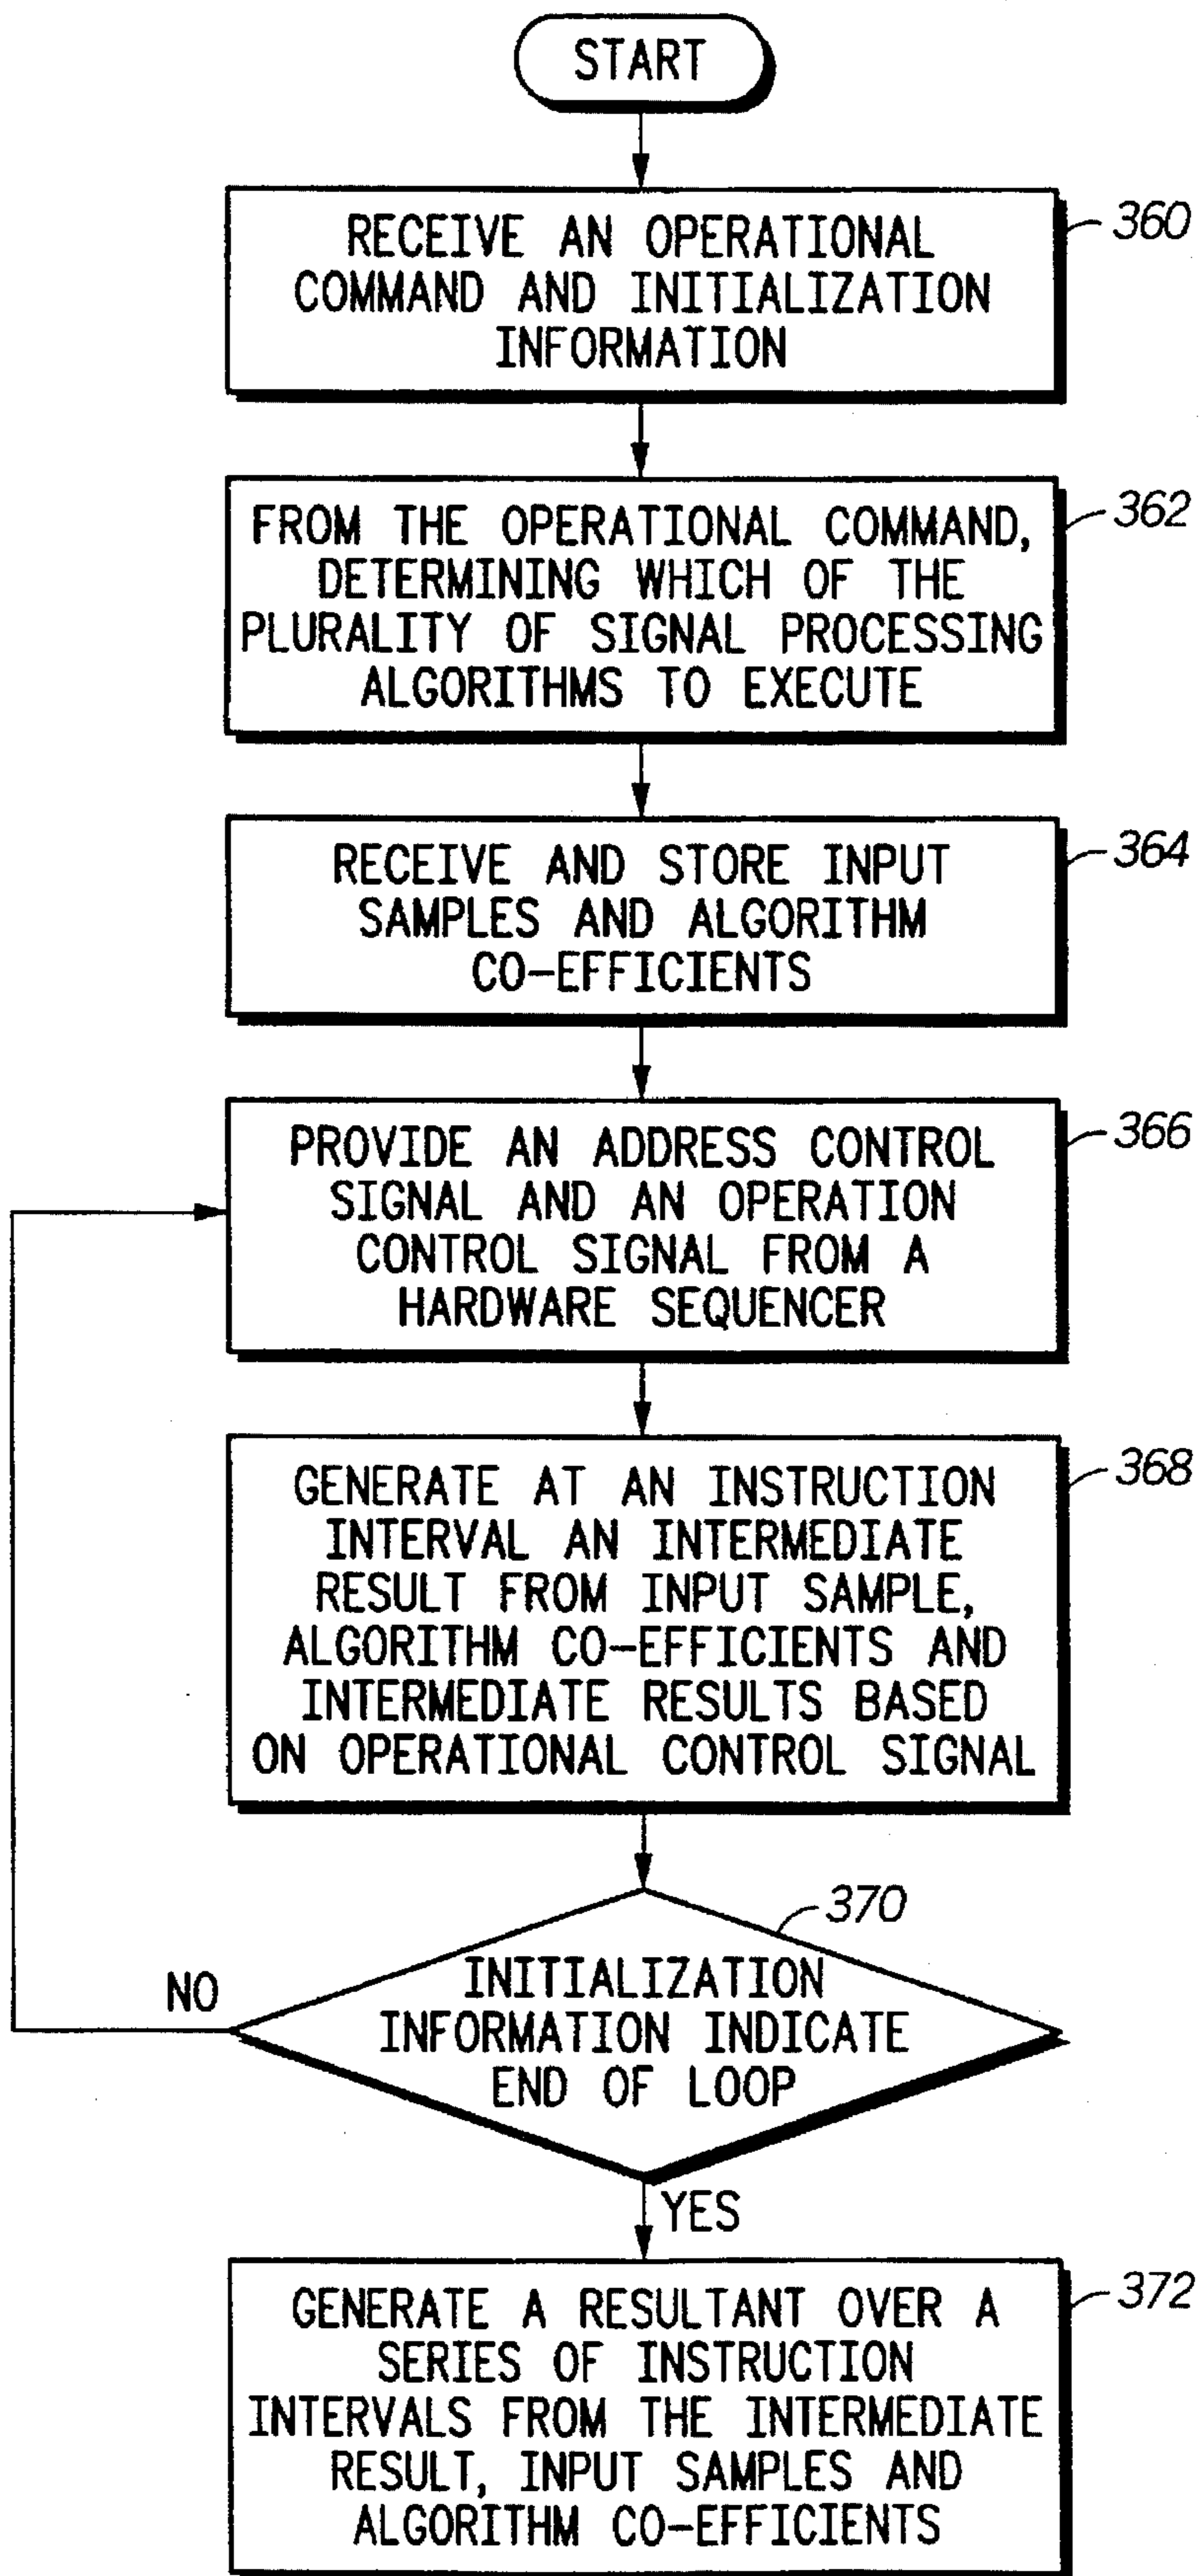 START
RECEIVE AN OPERATIONAL
COMMAND AND INITIALIZATION
INFORMATION
360
FROM THE OPERATIONAL COMMAND,
DETERMINING WHICH OF THE
PLURALITY OF SIGNAL PROCESSING
ALGORITHMS TO EXECUTE
362
RECEIVE AND STORE INPUT
SAMPLES AND ALGORITHM
CO-EFFICIENTS
364
PROVIDE AN ADDRESS CONTROL
SIGNAL AND AN OPERATION
CONTROL SIGNAL FROM A
HARDWARE SEQUENCER
366
GENERATE AT AN INSTRUCTION
INTERVAL AN INTERMEDIATE
RESULT FROM INPUT SAMPLE,
ALGORITHM CO-EFFICIENTS AND
INTERMEDIATE RESULTS BASED
ON OPERATIONAL CONTROL SIGNAL
368
370
INITIALIZATION
INFORMATION INDICATE
END OF LOOP
NO
YES
GENERATE A RESULTANT OVER A
SERIES OF INSTRUCTION
INTERVALS FROM THE INTERMEDIATE
RESULT, INPUT SAMPLES AND
ALGORITHM CO-EFFICIENTS
372